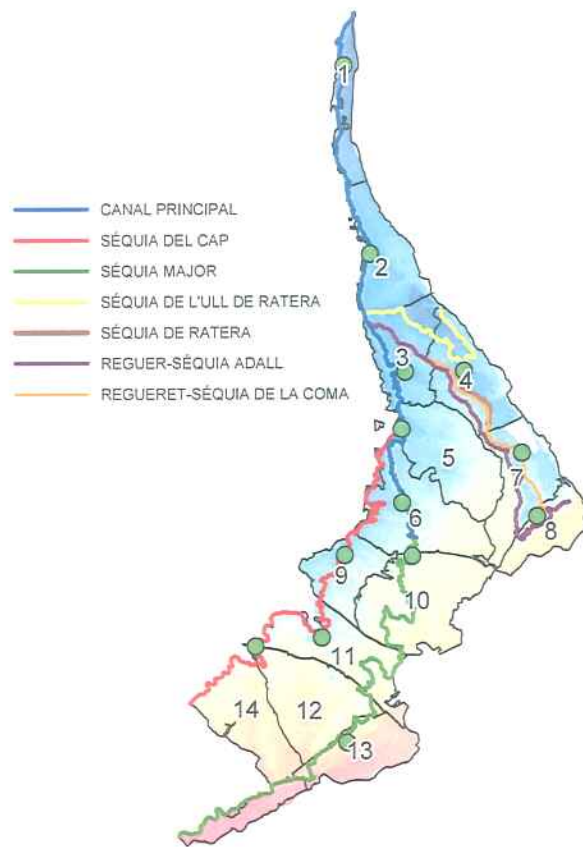 1
CANAL PRINCIPAL
SÉQUIA DEL CAP
SÉQUIA MAJOR
SÉQUIA DE L'ULL DE RATERA
SÉQUIA DE RATERA
REGUER-SÉQUIA ADALL
REGUERET-SÉQUIA DE LA COMA
2
3
4
5
7
6
8
9
10
11
14
12
13